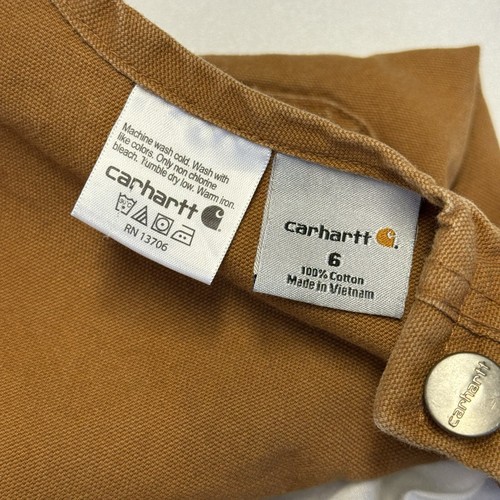 Machine wash cold. Wash with
like colors. Only non chlorine
bleach. Tumble dry low. Warm iron.
carhartt
RN 13706
carhartt
6
100% Cotton
Made in Vietnam
carhartt